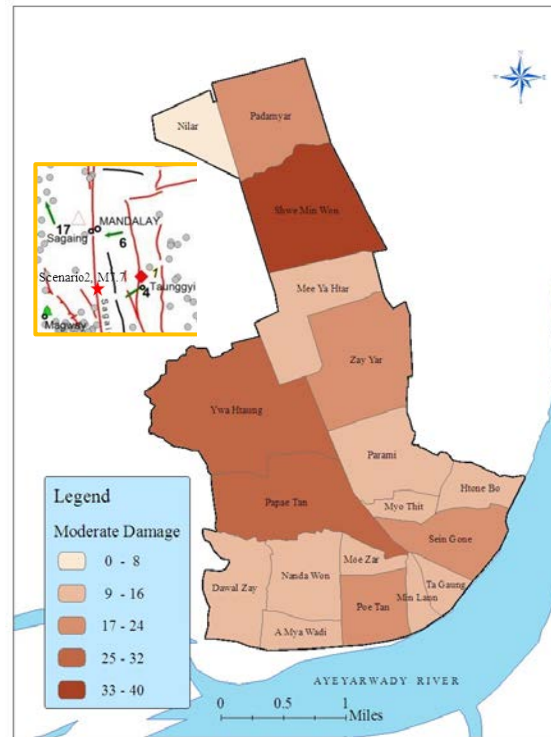 Nilar
Padamyar
Shwe Min Won
17
MANDALAY
Sagaing
6
Scenario2, M7.7
1
4
Taunggyi
Sagai
Magway
Mee Ya Htar
Zay Yar
Ywa Htaung
Parami
Htone Bo
Myo Thit
Papae Tan
Sein Gone
Moe Zar
Ta Gaung
Dawal Zay
Nanda Won
Min Lann
Poe Tan
A Mya Wadi
Legend
Moderate Damage
0 - 8
9 - 16
17 - 24
25 - 32
33 - 40
AYEYARWADY RIVER
0 0.5 1
Miles